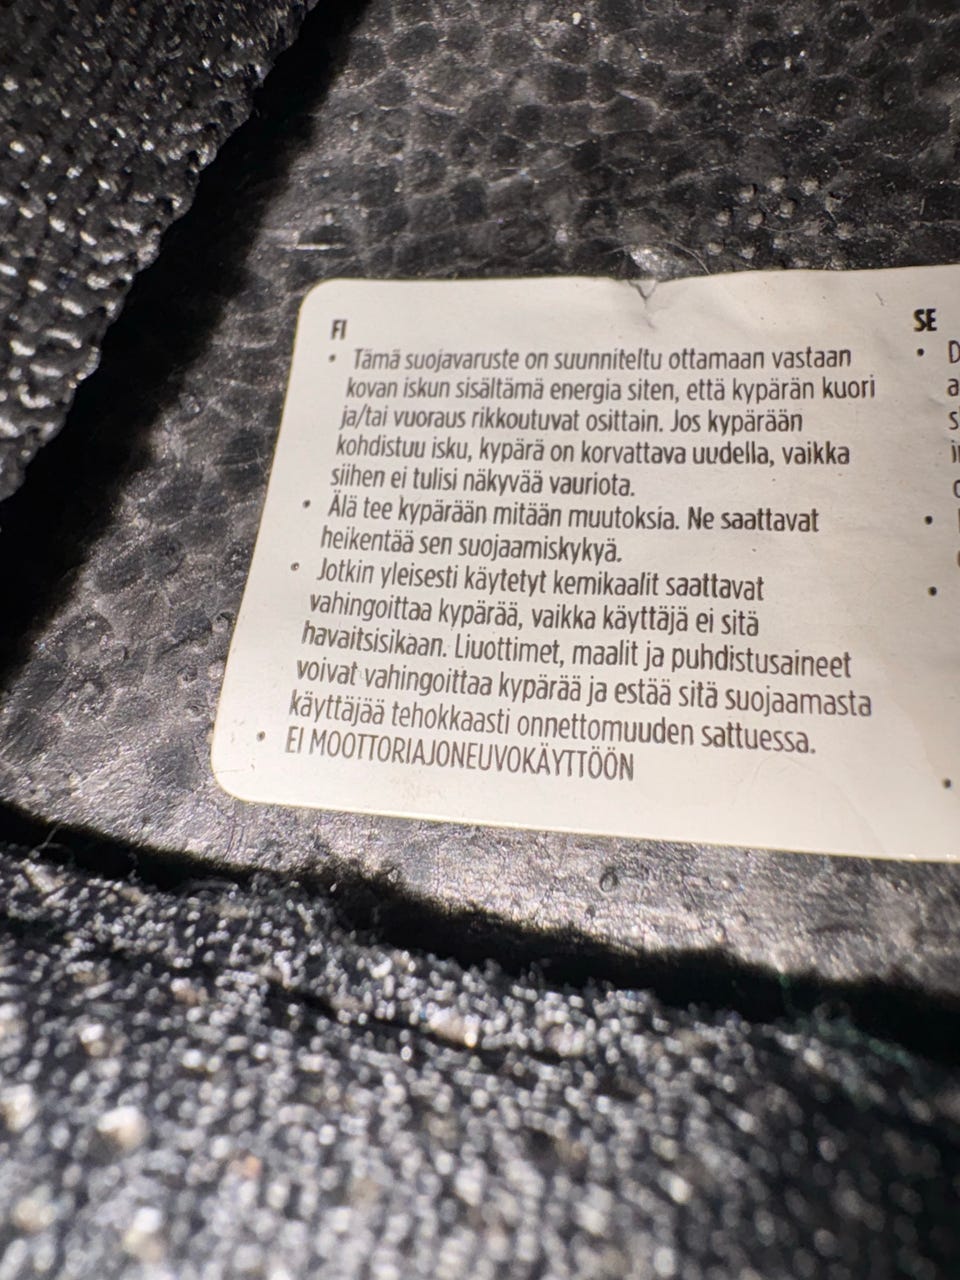 FI
• Tämä suojavaruste on suunniteltu ottamaan vastaan
kovan iskun sisältämä energia siten, että kypärän kuori
ja/tai vuoraus rikkoutuvat osittain. Jos kypärään
kohdistuu isku, kypärä on korvattava uudella, vaikka
siihen ei tulisi näkyvää vauriota.
• Älä tee kypärään mitään muutoksia. Ne saattavat
heikentää sen suojaamiskykyä.
• Jotkin yleisesti käytetyt kemikaalit saattavat
vahingoittaa kypärää, vaikka käyttäjä ei sitä
havaitsisikaan. Liuottimet, maalit ja puhdistusaineet
voivat vahingoittaa kypärää ja estää sitä suojaamasta
käyttäjää tehokkaasti onnettomuuden sattuessa.
• EI MOOTTORIAJONEUVOKÄYTTÖÖN
SE